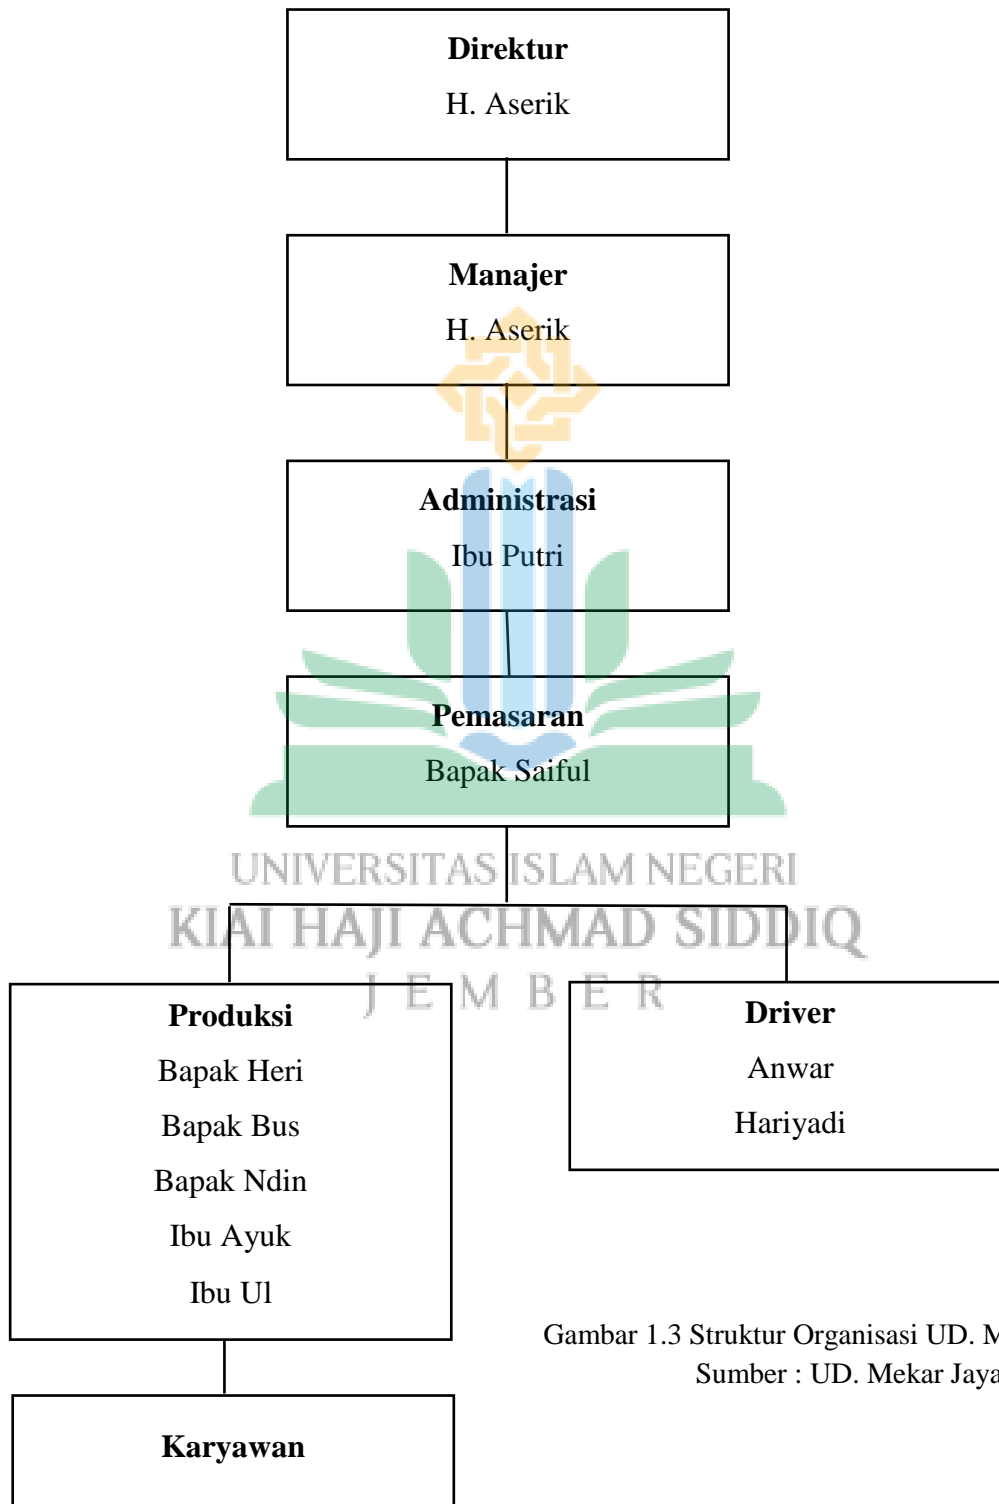 Direktur
H. Aserik
Manajer
H. Aserik
Administrasi
Ibu Putri
Pemasaran
Bapak Saiful
UNIVERSITAS ISLAM NEGERI
KIAI HAJI ACHMAD SIDDIQ
JEMBER
Produksi
Bapak Heri
Bapak Bus
Bapak Ndin
Ibu Ayuk
Ibu Ul
Driver
Anwar
Hariyadi
Gambar 1.3 Struktur Organisasi UD.
Sumber : UD. Mekar Jaya
Karyawan